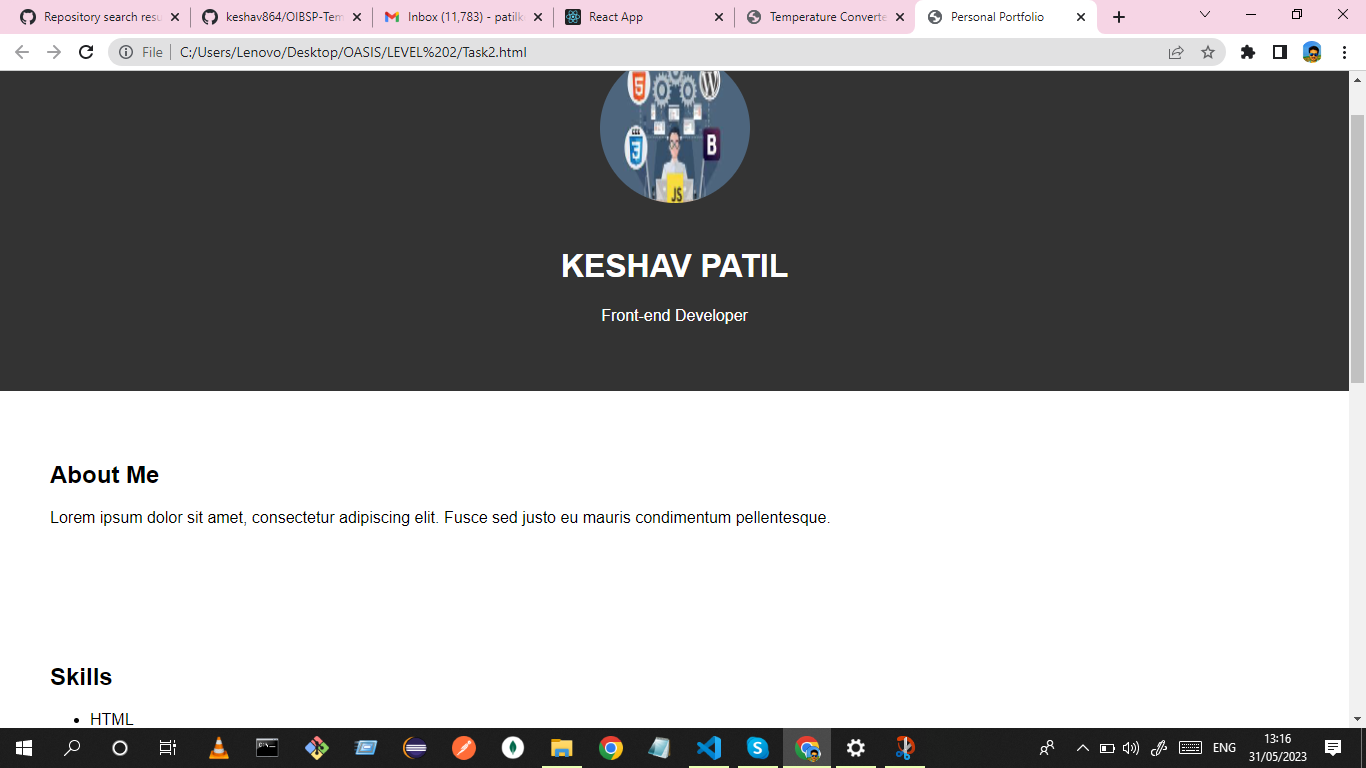 Repository search resu
keshav864/OIBSP-Tem
Inbox (11,783) - patilk
React App
Temperature Converte
Personal Portfolio
File
C:/Users/Lenovo/Desktop/OASIS/LEVEL%202/Task2.html
JS
B
KESHAV PATIL
Front-end Developer
About Me
Lorem ipsum dolor sit amet, consectetur adipiscing elit. Fusce sed justo eu mauris condimentum pellentesque.
Skills
HTML
ENG
13:16
31/05/2023